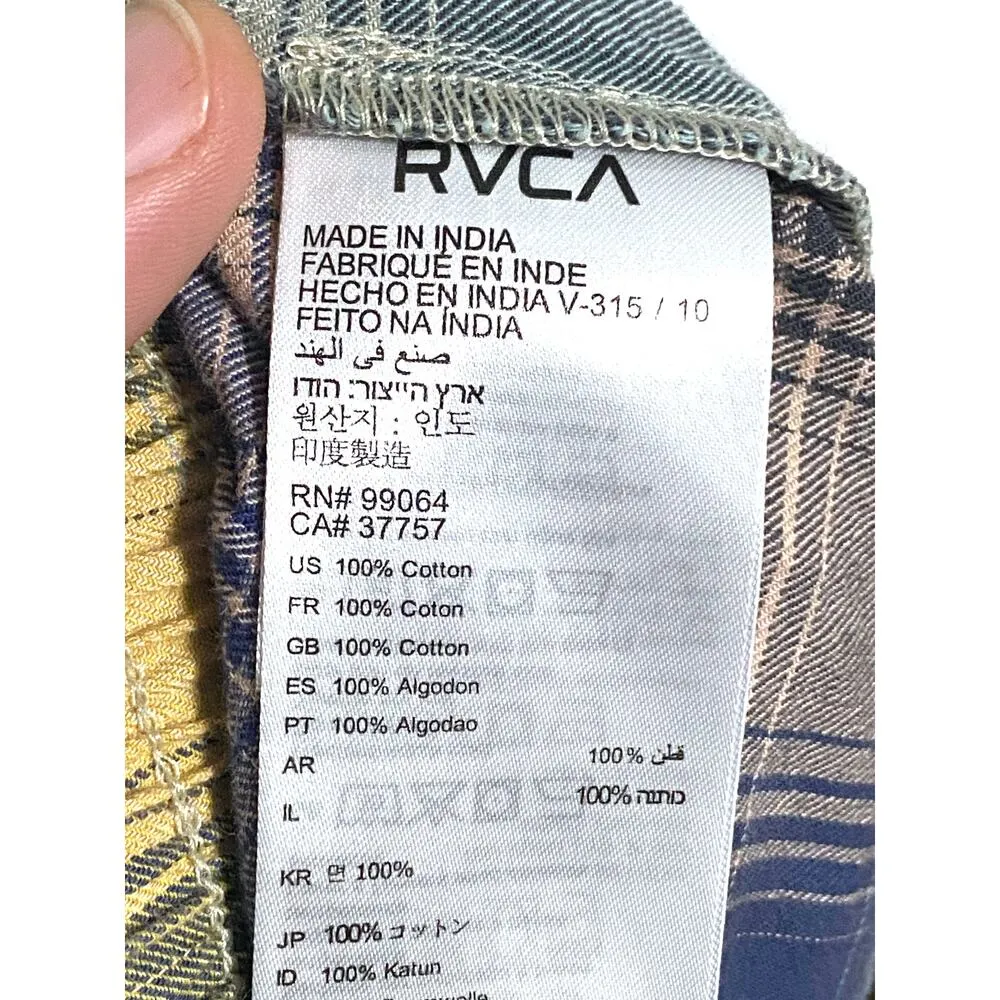 RVCA
MADE IN INDIA
FABRIQUÉ EN INDE
HECHO EN INDIA V-315 / 10
FEITO NA ÍNDIA
صنع في الهند
ארץ הייצור: הודו
원산지 : 인도
印度製造
RN# 99064
CA# 37757
US 100% Cotton
FR 100% Coton
GB 100% Cotton
ES 100% Algodon
PT 100% Algodao
AR 100% قطن
IL 100% כותנה
KR 면 100%
JP 100% コットン
ID 100% Katun